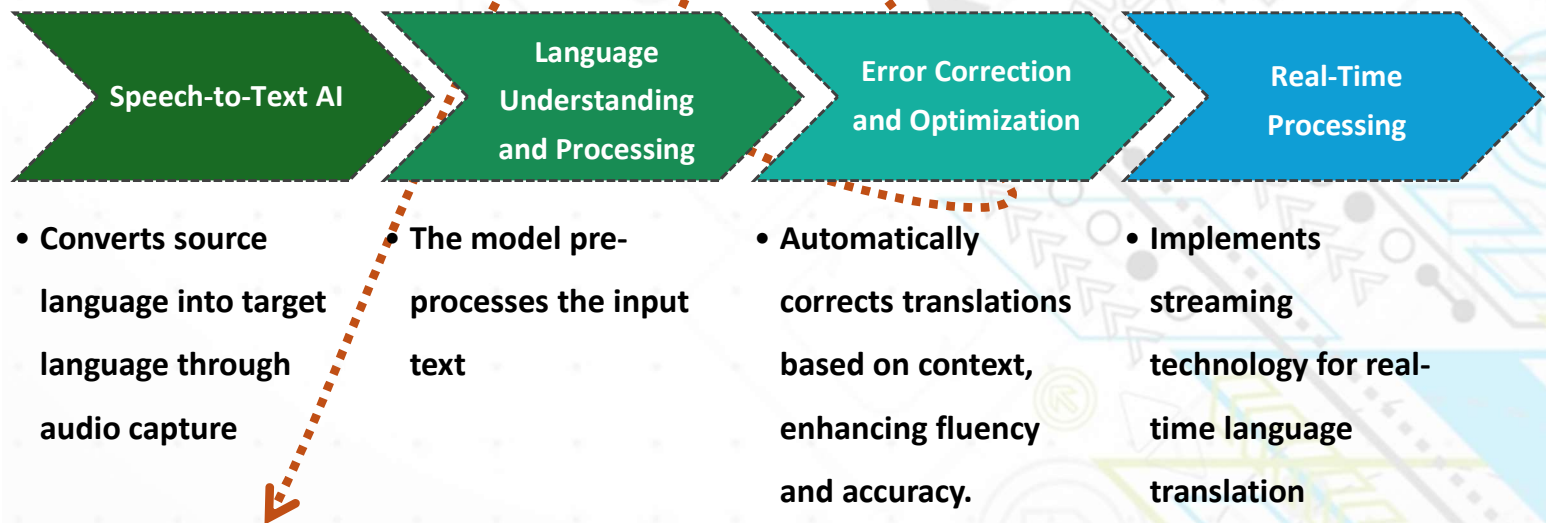 Speech-to-Text AI
Language
Understanding
and Processing
Error Correction
and Optimization
Real-Time
Processing
• Converts source
language into target
language through
audio capture
• The model pre-
processes the input
text
• Automatically
corrects translations
based on context,
enhancing fluency
and accuracy.
• Implements
streaming
technology for real-
time language
translation